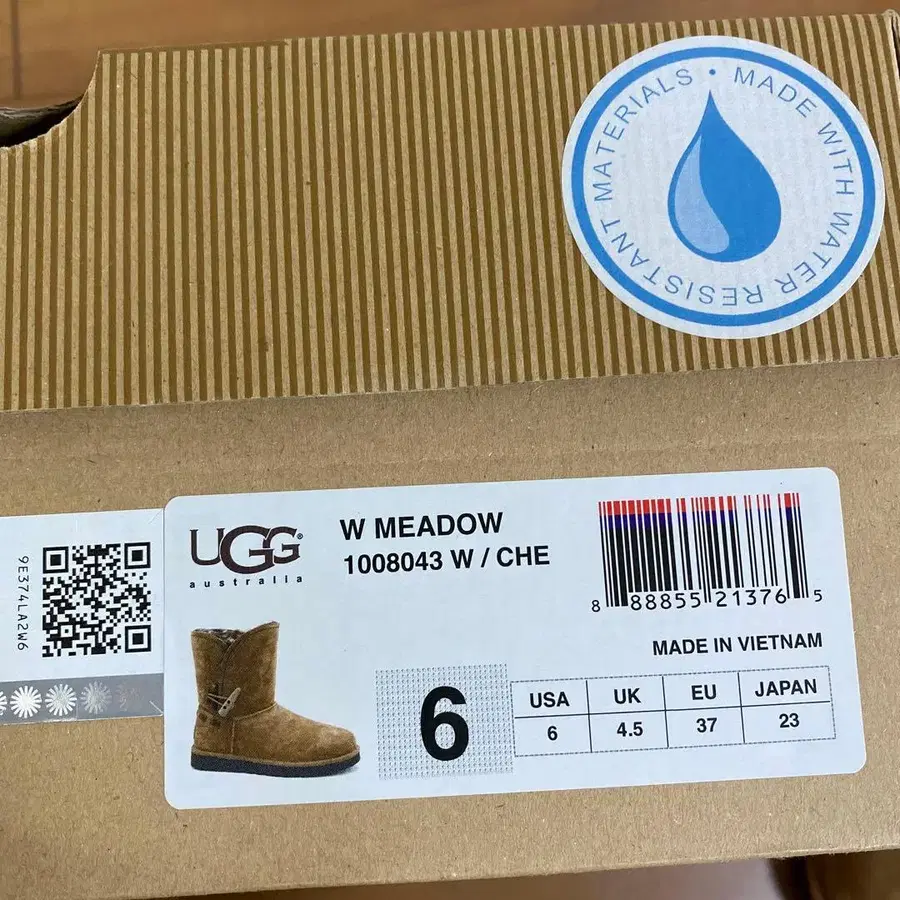 MADE WITH WATER RESISTANT MATERIALS •
9E374LA2W6
UGG®
australia
W MEADOW
1008043 W / CHE
8 88855 21376 5
MADE IN VIETNAM
6
USA UK EU JAPAN
6 4.5 37 23